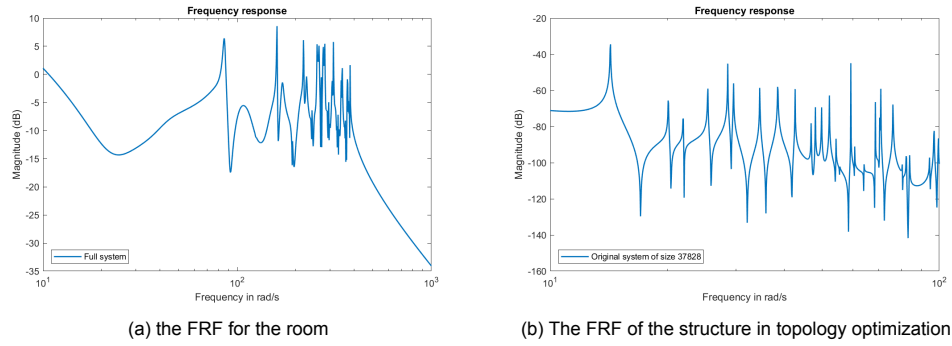 Frequency response
10
5
0
-5
-10
-15
-20
-25
-30
-35
Magnitude (dB)
Full system
10^1
10^2
10^3
Frequency in rad/s
(a) the FRF for the room
Frequency response
-20
-40
-60
-80
-100
-120
-140
-160
Magnitude (dB)
Original system of size 37828
10^1
10^2
Frequency in rad/s
(b) The FRF of the structure in topology optimization